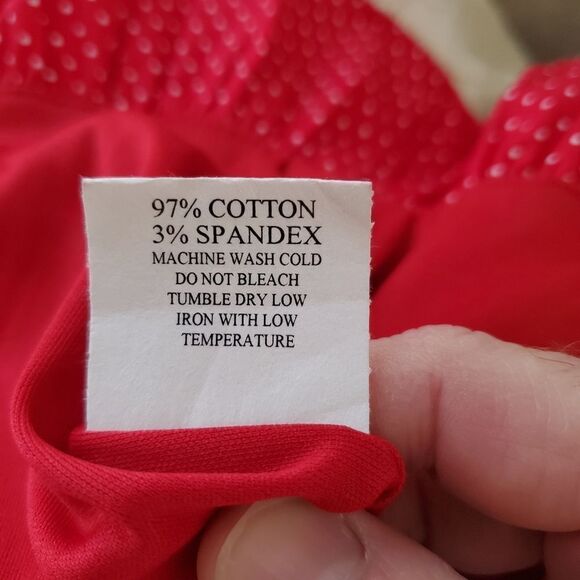 97% COTTON
3% SPANDEX
MACHINE WASH COLD
DO NOT BLEACH
TUMBLE DRY LOW
IRON WITH LOW
TEMPERATURE